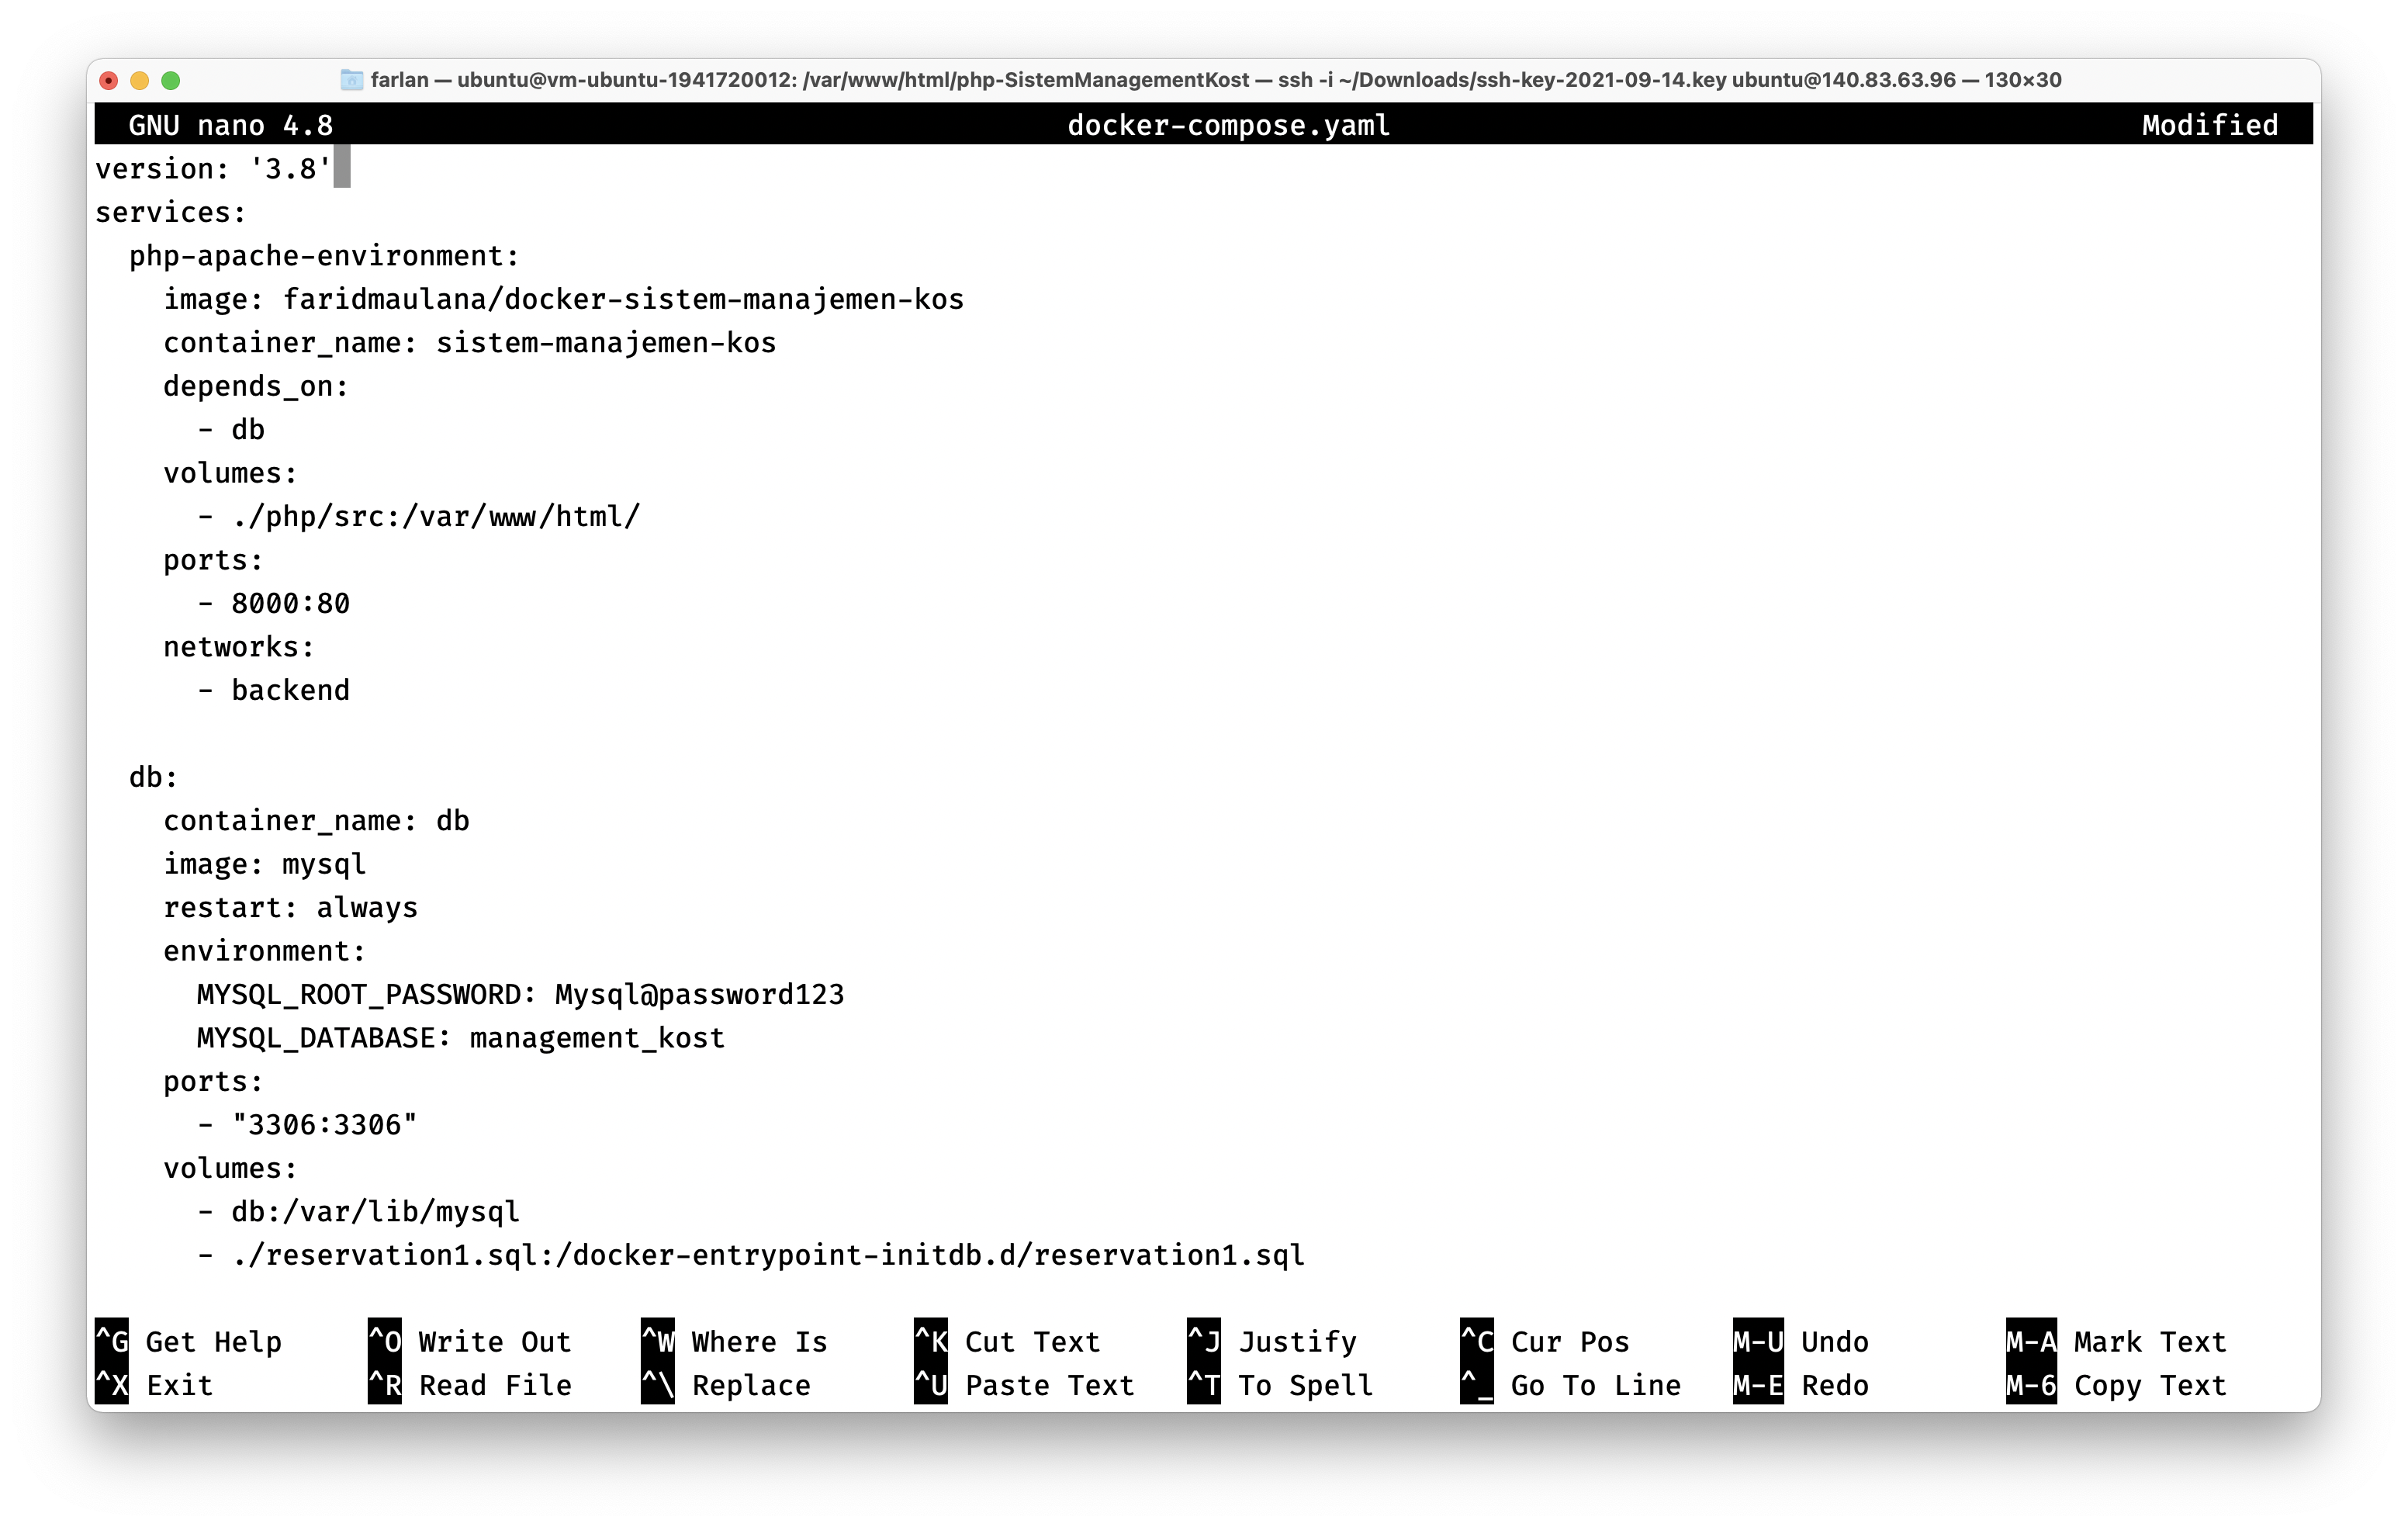 farlan — ubuntu@vm-ubuntu-1941720012: /var/www/html/php-SistemManagementKost — ssh -i ~/Downloads/ssh-key-2021-09-14.key ubuntu@140.83.63.96 — 130×30
GNU nano 4.8 docker-compose.yaml Modified
version: '3.8'
services:
  php-apache-environment:
    image: faridmaulana/docker-sistem-manajemen-kos
    container_name: sistem-manajemen-kos
    depends_on:
      - db
    volumes:
      - ./php/src:/var/www/html/
    ports:
      - 8000:80
    networks:
      - backend

  db:
    container_name: db
    image: mysql
    restart: always
    environment:
      MYSQL_ROOT_PASSWORD: Mysql@password123
      MYSQL_DATABASE: management_kost
    ports:
      - "3306:3306"
    volumes:
      - db:/var/lib/mysql
      - ./reservation1.sql:/docker-entrypoint-initdb.d/reservation1.sql

^G Get Help ^O Write Out ^W Where Is ^K Cut Text ^J Justify ^C Cur Pos M-U Undo M-A Mark Text
^X Exit ^R Read File ^\ Replace ^U Paste Text ^T To Spell ^_ Go To Line M-E Redo M-6 Copy Text